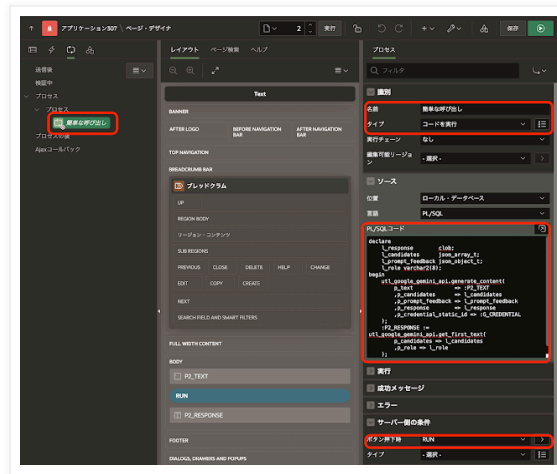 アプリケーション307 \ ページ・デザイナ
2
実行
保存
レイアウト
ページ検索
ヘルプ
プロセス
送信後
検証中
プロセス
プロセス
簡単な呼び出し
Ajaxコールバック
Text
BANNER
AFTER LOGO
BEFORE NAVIGATION BAR
AFTER NAVIGATION BAR
TOP NAVIGATION
BREADCRUMB BAR
ブレッドクラム
UP
REGION BODY
リージョン・コンテンツ
SUB REGIONS
PREVIOUS
CLOSE
DELETE
HELP
CHANGE
EDIT
COPY
CREATE
NEXT
SEARCH FIELD AND SMART FILTERS
FULL WIDTH CONTENT
BODY
P2_TEXT
RUN
P2_RESPONSE
FOOTER
DIALOGS, DRAWERS AND POPUPS
フィルタ
識別
名前
簡単な呼び出し
タイプ
コードを実行
実行チェーン
なし
編集可能リージョン
- 選択 -
ソース
位置
ローカル・データベース
言語
PL/SQL
PL/SQLコード
declare
l_response clob;
l_candidates json_array_t;
l_prompt_feedback json_object_t;
l_role varchar2(8);
begin
utl_google_gemini_api.generate_content(
p_text => :P2_TEXT
,p_candidates => l_candidates
,p_prompt_feedback => l_prompt_feedback
,p_response => l_response
,p_credential_static_id => :G_CREDENTIAL
);
:P2_RESPONSE :=
utl_google_gemini_api.get_first_text(
p_candidates => l_candidates
,p_role => l_role
);
実行
成功メッセージ
エラー
サーバー側の条件
ボタン押下時
RUN
タイプ
- 選択 -